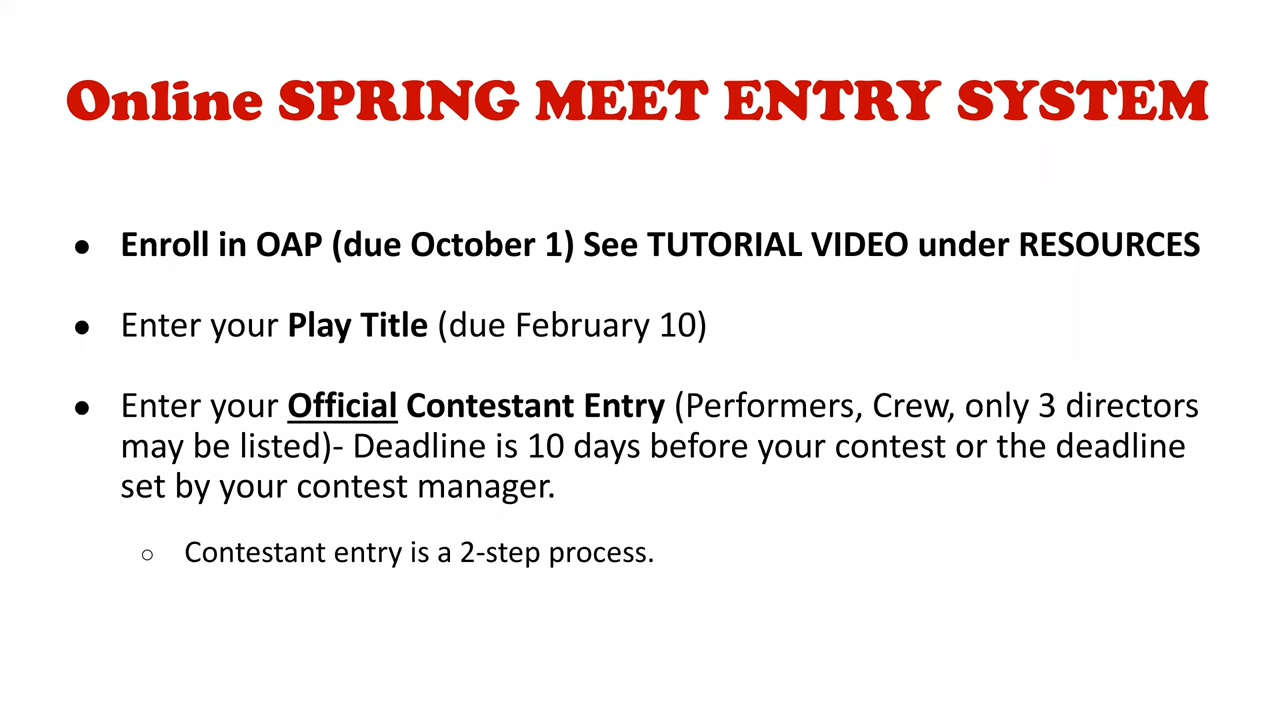 Online SPRING MEET ENTRY SYSTEM
● Enroll in OAP (due October 1) See TUTORIAL VIDEO under RESOURCES
● Enter your Play Title (due February 10)
● Enter your Official Contestant Entry (Performers, Crew, only 3 directors
may be listed)- Deadline is 10 days before your contest or the deadline
set by your contest manager.
○ Contestant entry is a 2-step process.